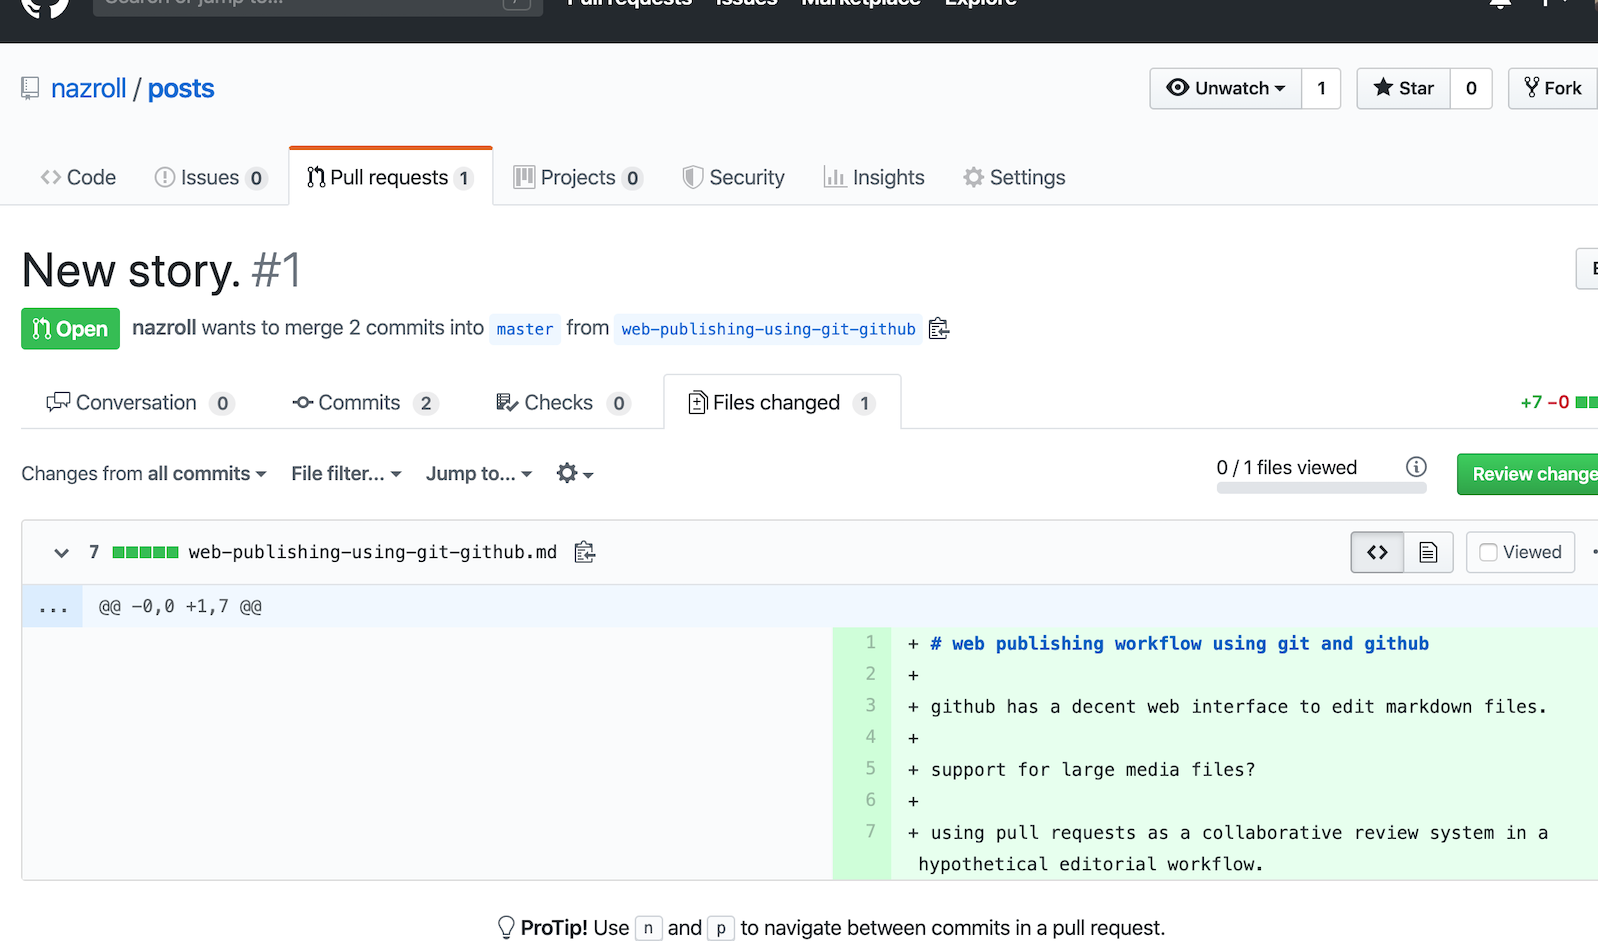 Search or jump to...
/
Pull requests Issues Marketplace Explore
nazroll / posts
Unwatch 1
Star 0
Fork
Code
Issues 0
Pull requests 1
Projects 0
Security
Insights
Settings
New story. #1
Open nazroll wants to merge 2 commits into master from web-publishing-using-git-github
Conversation 0
Commits 2
Checks 0
Files changed 1
+7 −0
Changes from all commits File filter... Jump to...
0 / 1 files viewed
Review change
7 web-publishing-using-git-github.md
Viewed
... @@ -0,0 +1,7 @@
1 + # web publishing workflow using git and github
2 +
3 + github has a decent web interface to edit markdown files.
4 +
5 + support for large media files?
6 +
7 + using pull requests as a collaborative review system in a
hypothetical editorial workflow.
ProTip! Use n and p to navigate between commits in a pull request.